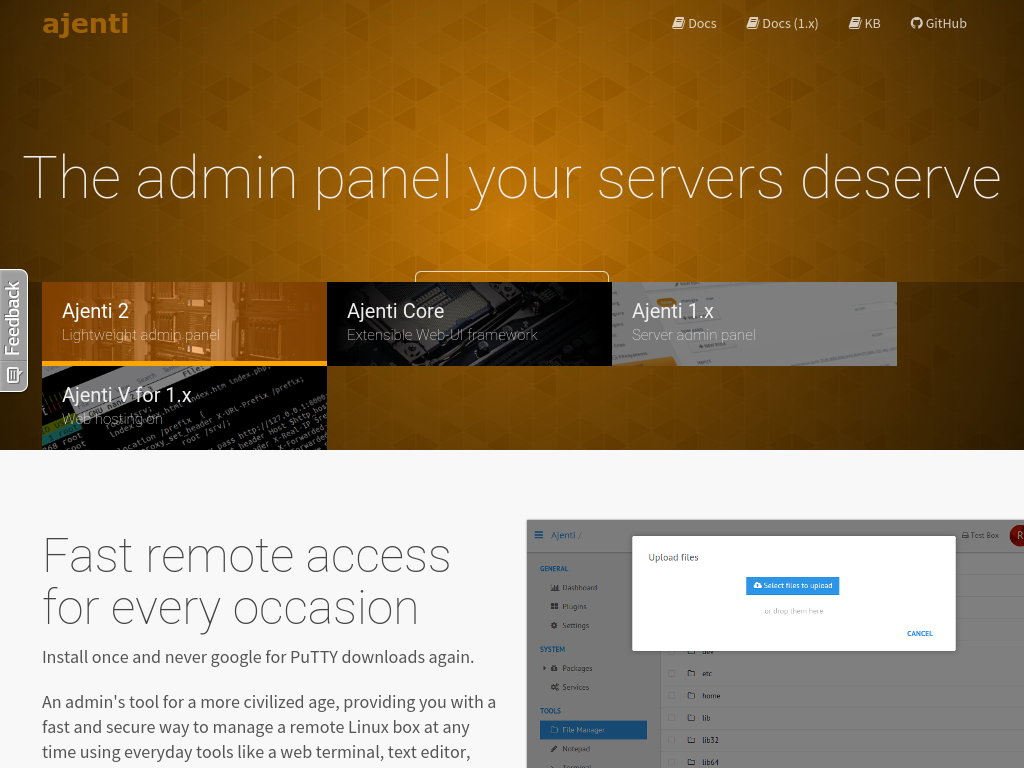 ajenti
Docs
Docs (1.x)
KB
GitHub
The admin panel your servers deserve
Feedback
Ajenti 2
Lightweight admin panel
Ajenti Core
Extensible Web-UI framework
Ajenti 1.x
Server admin panel
Ajenti V for 1.x
Web hosting on
Fast remote access
for every occasion
Install once and never google for PuTTY downloads again.
An admin's tool for a more civilized age, providing you with a
fast and secure way to manage a remote Linux box at any
time using everyday tools like a web terminal, text editor,
Ajenti /
Test Box
R
Upload files
Select files to upload
or drop them here
CANCEL
GENERAL
Dashboard
Plugins
Settings
SYSTEM
Packages
Services
TOOLS
File Manager
Notepad
Terminal
dev
etc
home
lib
lib32
lib64